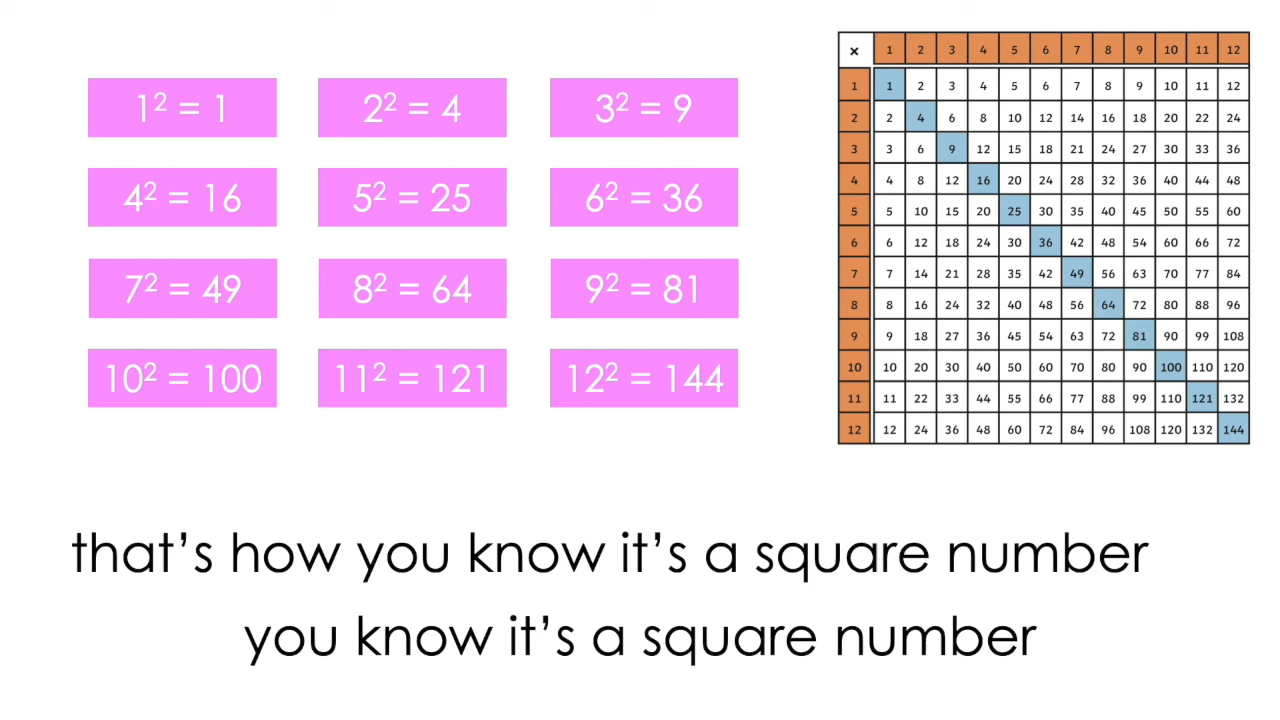 1² = 1 2² = 4 3² = 9
4² = 16 5² = 25 6² = 36
7² = 49 8² = 64 9² = 81
10² = 100 11² = 121 12² = 144
× 1 2 3 4 5 6 7 8 9 10 11 12
1 1 2 3 4 5 6 7 8 9 10 11 12
2 2 4 6 8 10 12 14 16 18 20 22 24
3 3 6 9 12 15 18 21 24 27 30 33 36
4 4 8 12 16 20 24 28 32 36 40 44 48
5 5 10 15 20 25 30 35 40 45 50 55 60
6 6 12 18 24 30 36 42 48 54 60 66 72
7 7 14 21 28 35 42 49 56 63 70 77 84
8 8 16 24 32 40 48 56 64 72 80 88 96
9 9 18 27 36 45 54 63 72 81 90 99 108
10 10 20 30 40 50 60 70 80 90 100 110 120
11 11 22 33 44 55 66 77 88 99 110 121 132
12 12 24 36 48 60 72 84 96 108 120 132 144
that's how you know it's a square number
you know it's a square number